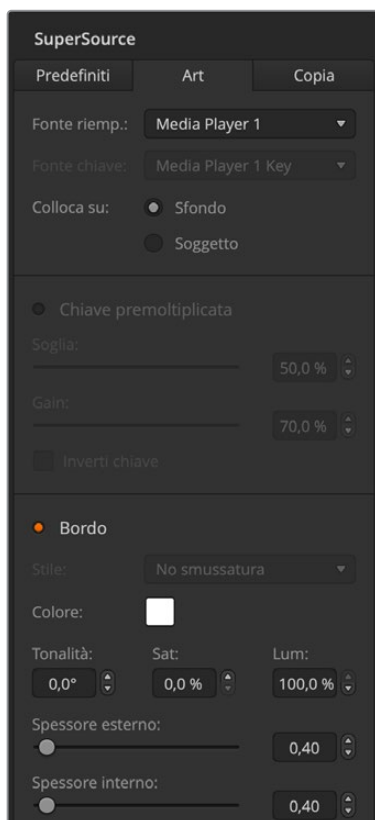 SuperSource
Predefiniti Art Copia
Fonte riemp.: Media Player 1
Fonte chiave: Media Player 1 Key
Colloca su: Sfondo
Soggetto
Chiave premoltiplicata
Soglia:
50,0 %
Gain:
70,0 %
Inverti chiave
Bordo
Stile: No smussatura
Colore:
Tonalità: Sat: Lum:
0,0° 0,0 % 100,0 %
Spessore esterno:
0,40
Spessore interno:
0,40